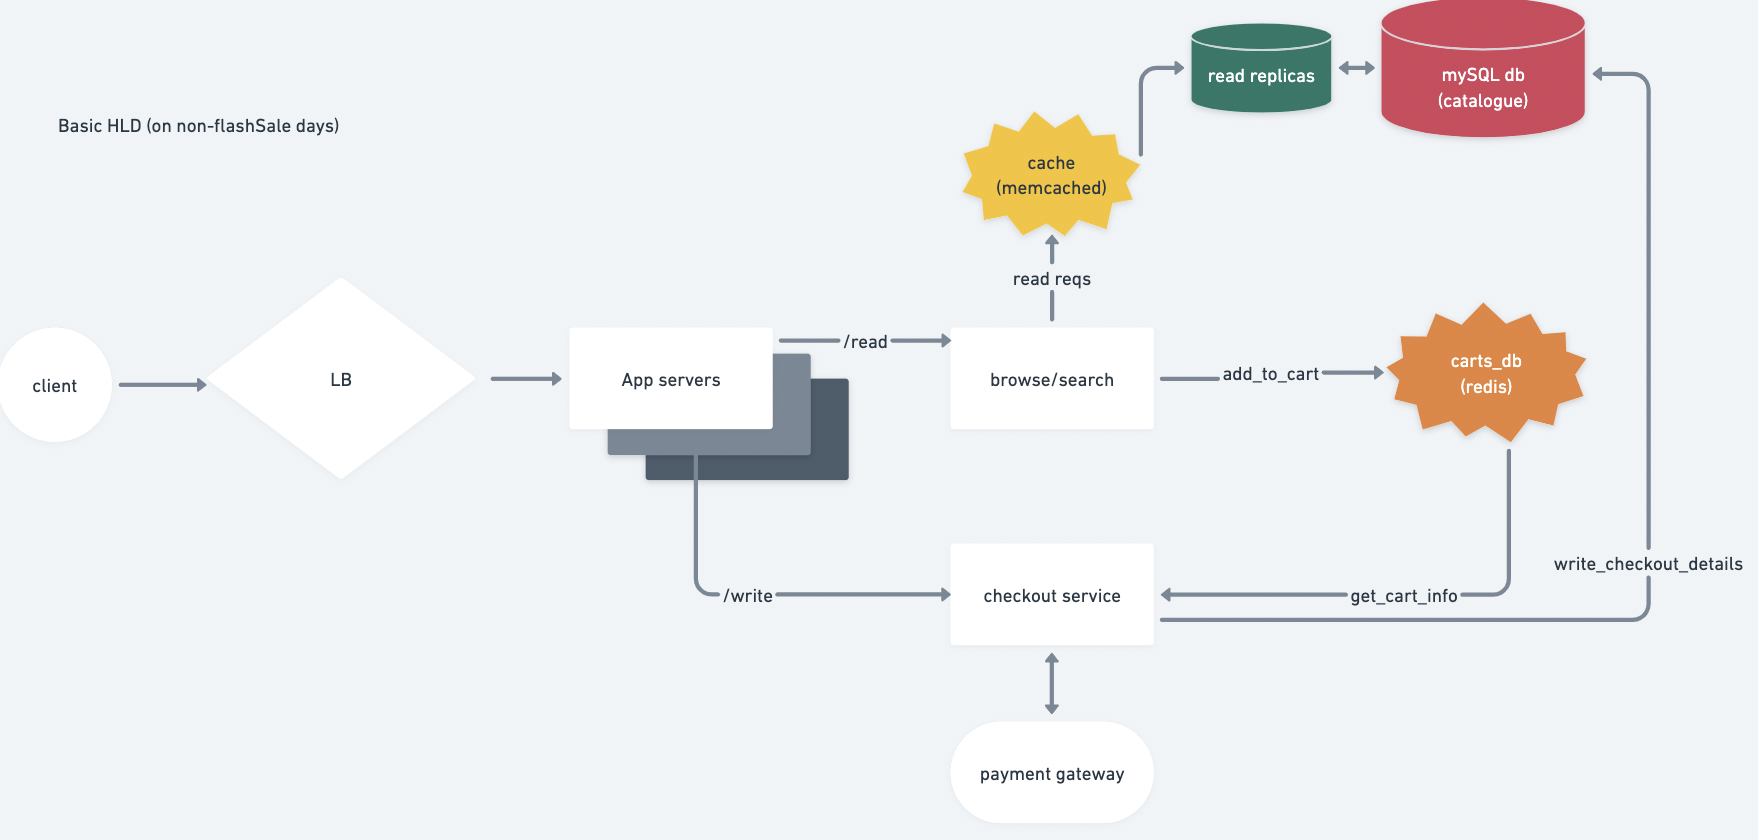 read replicas
mySQL db
(catalogue)
Basic HLD (on non-flashSale days)
cache
(memcached)
read reqs
/read
client
LB
App servers
browse/search
add_to_cart
carts_db
(redis)
write_checkout_details
/write
checkout service
get_cart_info
payment gateway